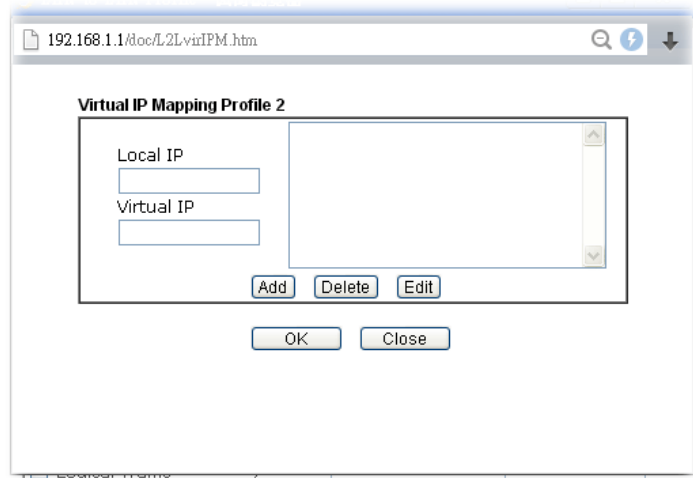 192.168.1.1/doc/L2LvirIPM.htm
Virtual IP Mapping Profile 2
Local IP
Virtual IP
Add Delete Edit
OK Close